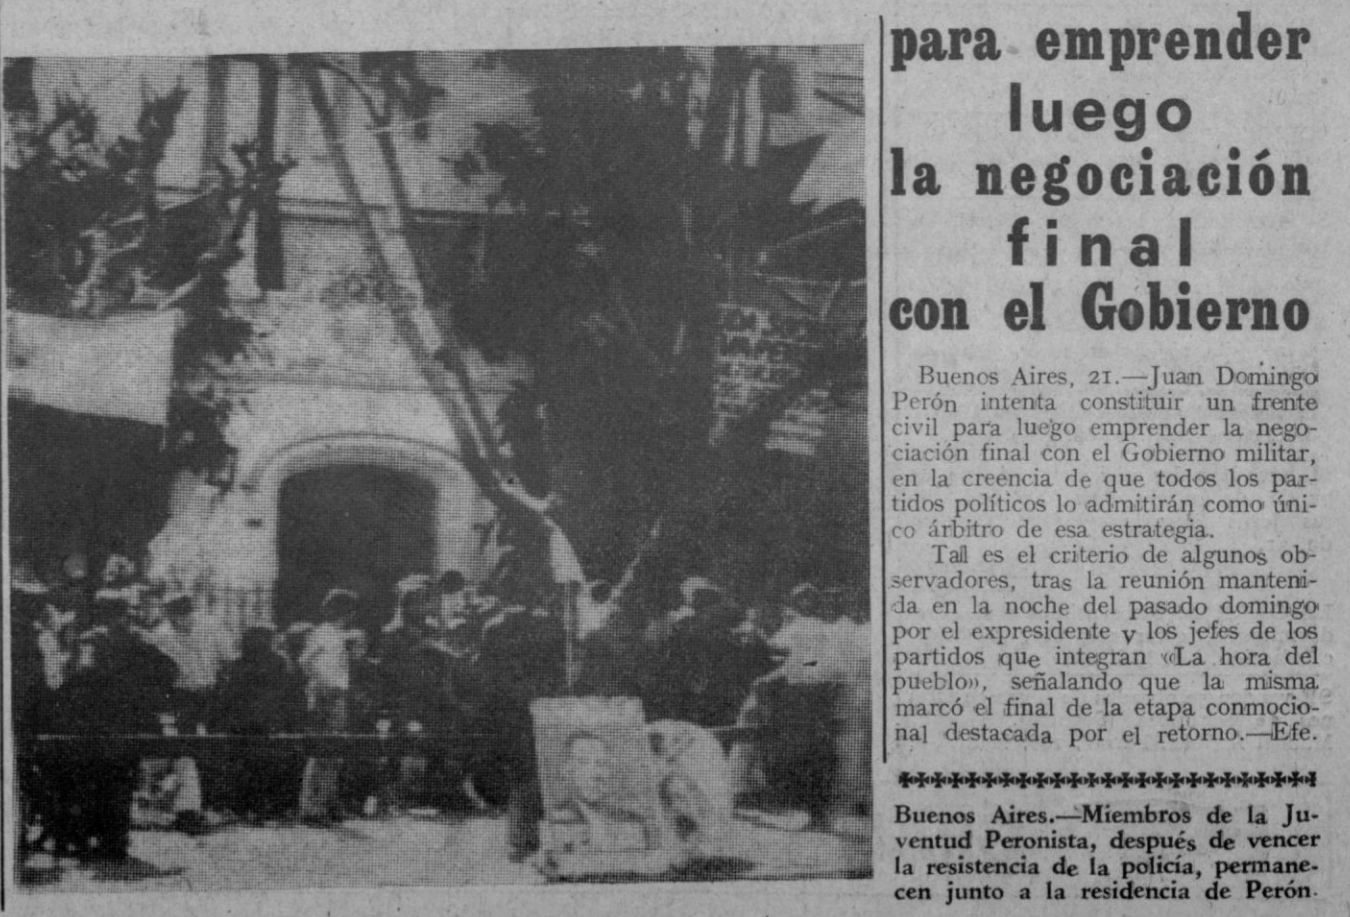 para emprender
luego
la negociación
final
con el Gobierno
Buenos Aires, 21.—Juan Domingo
Perón intenta constituir un frente
civil para luego emprender la nego-
ciación final con el Gobierno militar,
en la creencia de que todos los par-
tidos políticos lo admitirán como úni-
co árbitro de esa estrategia.
Tal es el criterio de algunos ob-
servadores, tras la reunión manteni-
da en la noche del pasado domingo
por el expresidente y los jefes de los
partidos que integran «La hora del
pueblo», señalando que la misma
marcó el final de la etapa conmocio-
nal destacada por el retorno.—Efe.
Buenos Aires.—Miembros de la Ju-
ventud Peronista, después de vencer
la resistencia de la policía, permane-
cen junto a la residencia de Perón.